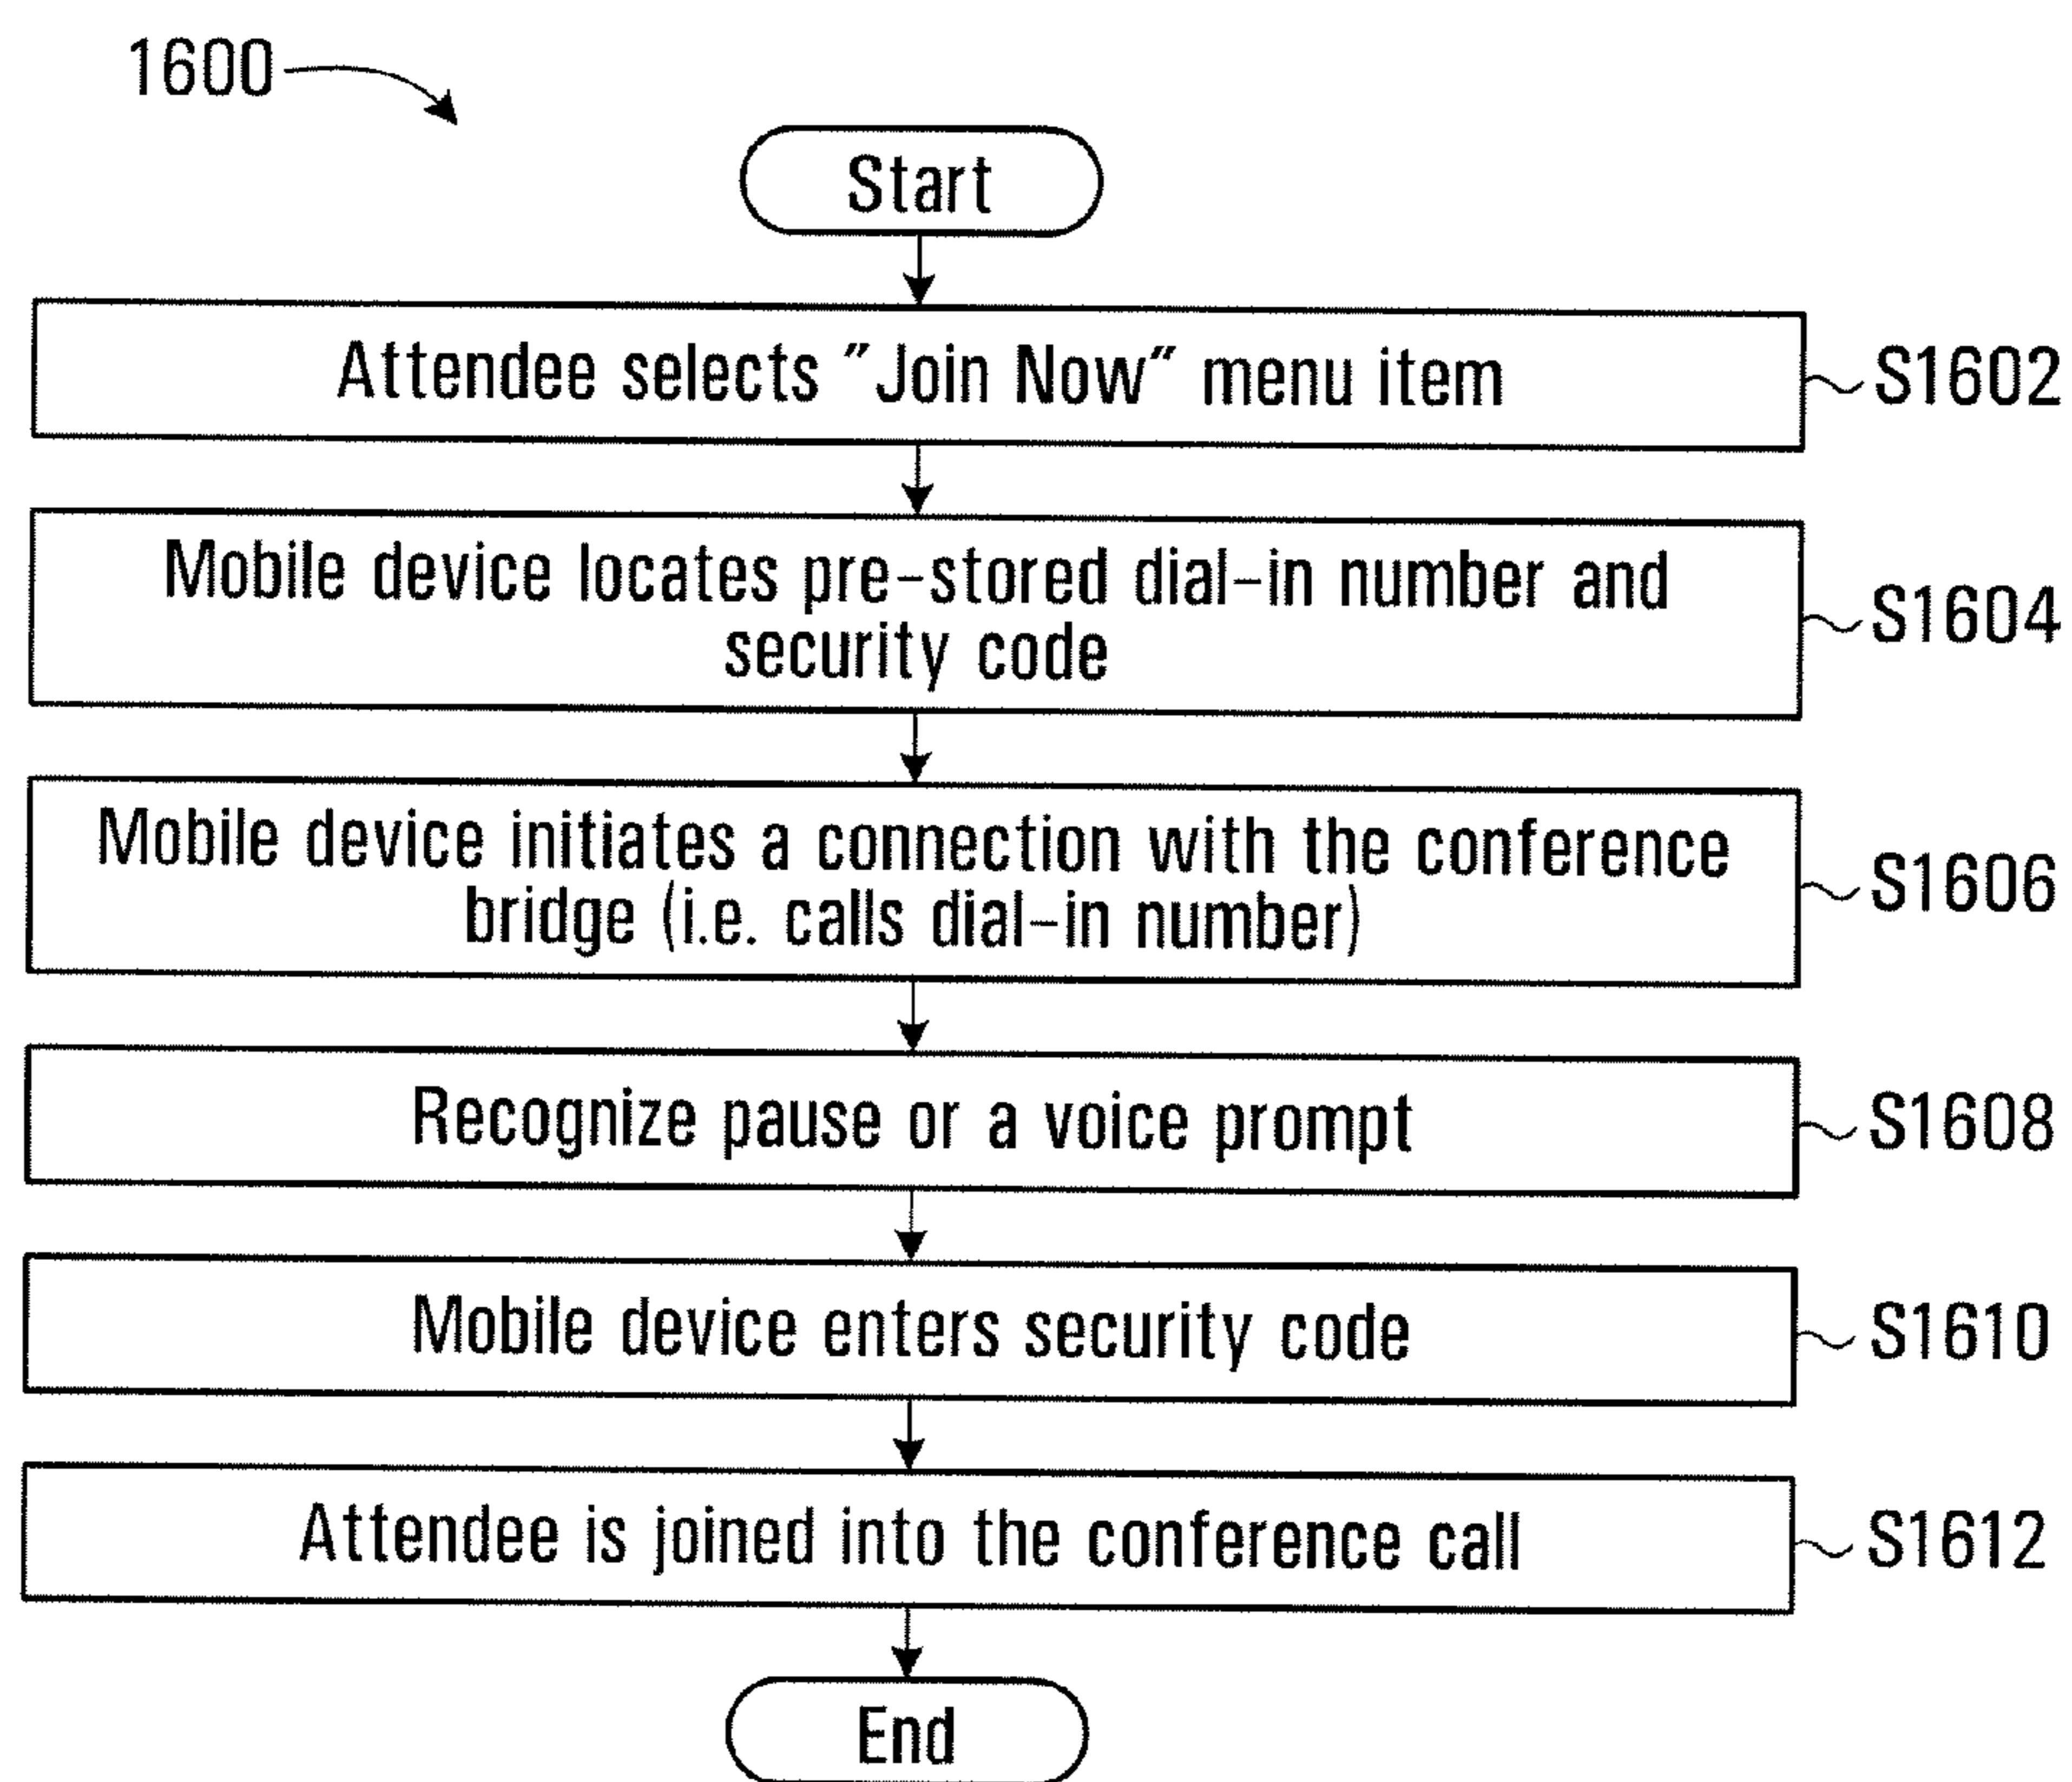 1600
Start
Attendee selects "Join Now" menu item
S1602
Mobile device locates pre-stored dial-in number and
security code
S1604
Mobile device initiates a connection with the conference
bridge (i.e. calls dial-in number)
S1606
Recognize pause or a voice prompt
S1608
Mobile device enters security code
S1610
Attendee is joined into the conference call
S1612
End